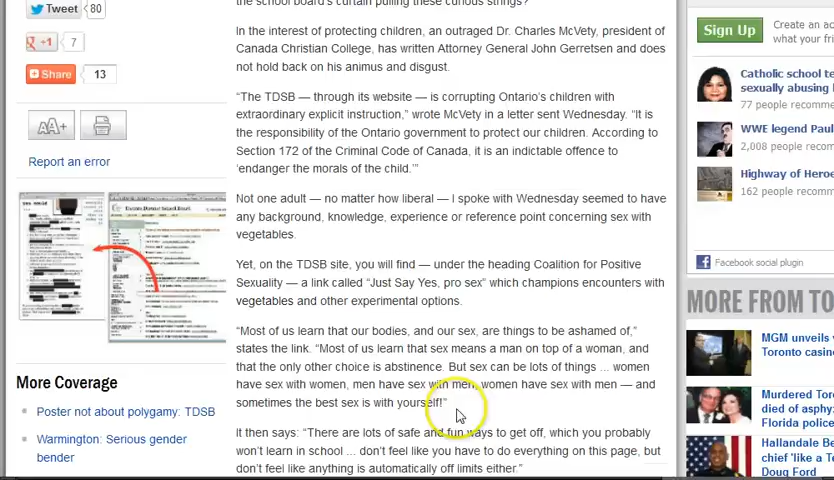 the school board's curtain pulling these curious strings?
Tweet 80
+1 7
Share 13
AA+
Report an error
In the interest of protecting children, an outraged Dr. Charles McVety, president of
Canada Christian College, has written Attorney General John Gerretsen and does
not hold back on his animus and disgust.
“The TDSB — through its website — is corrupting Ontario's children with
extraordinary explicit instruction,” wrote McVety in a letter sent Wednesday. “It is
the responsibility of the Ontario government to protect our children. According to
Section 172 of the Criminal Code of Canada, it is an indictable offence to
‘endanger the morals of the child.’”
Not one adult — no matter how liberal — I spoke with Wednesday seemed to have
any background, knowledge, experience or reference point concerning sex with
vegetables.
Yet, on the TDSB site, you will find — under the heading Coalition for Positive
Sexuality — a link called “Just Say Yes, pro sex” which champions encounters with
vegetables and other experimental options.
“Most of us learn that our bodies, and our sex, are things to be ashamed of,”
states the link. “Most of us learn that sex means a man on top of a woman, and
that the only other choice is abstinence. But sex can be lots of things ... women
have sex with women, men have sex with men, women have sex with men — and
sometimes the best sex is with yourself!”
It then says: “There are lots of safe and fun ways to get off, which you probably
won't learn in school ... don't feel like you have to do everything on this page, but
don't feel like anything is automatically off limits either.”
More Coverage
Poster not about polygamy: TDSB
Warmington: Serious gender
bender
Sign Up
Create an ac
what your frie
Catholic school te
sexually abusing
77 people recomm
WWE legend Paul
2,008 people recom
Highway of Heroe
162 people recomm
Facebook social plugin
MORE FROM TO
MGM unveils v
Toronto casin
Murdered Toro
died of asphy
Florida police
Hallandale Be
chief 'like a Te
Doug Ford